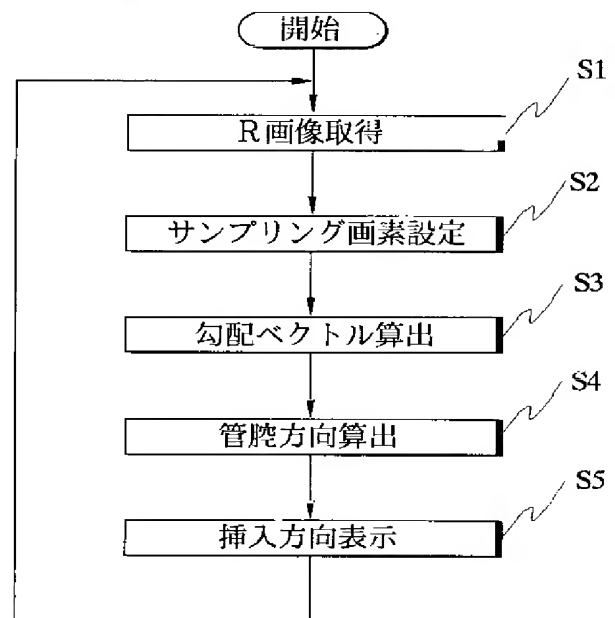 開始
S1
R画像取得
S2
サンプリング画素設定
S3
勾配ベクトル算出
S4
管腔方向算出
S5
挿入方向表示